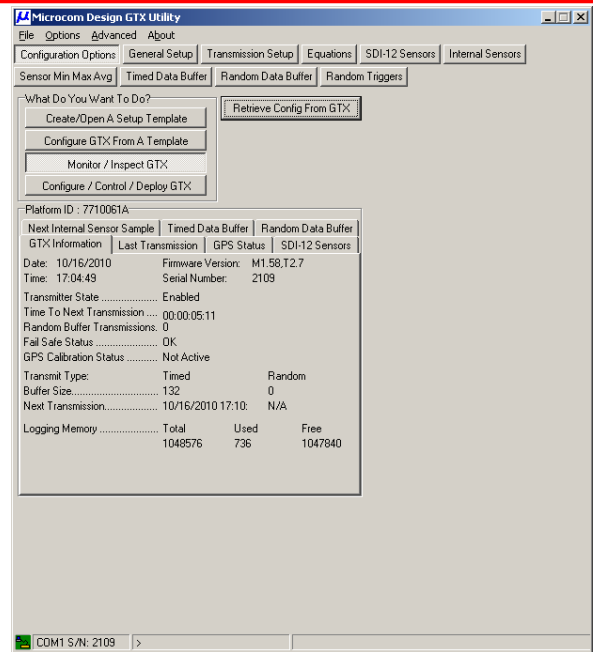 Microcom Design GTX Utility
File Options Advanced About
Configuration Options General Setup Transmission Setup Equations SDI-12 Sensors Internal Sensors
Sensor Min Max Avg Timed Data Buffer Random Data Buffer Random Triggers
What Do You Want To Do?
Retrieve Config From GTX
Create/Open A Setup Template
Configure GTX From A Template
Monitor / Inspect GTX
Configure / Control / Deploy GTX
Platform ID : 7710061A
Next Internal Sensor Sample Timed Data Buffer Random Data Buffer
GTX Information Last Transmission GPS Status SDI-12 Sensors
Date: 10/16/2010 Firmware Version: M1.58,T2.7
Time: 17:04:49 Serial Number: 2109
Transmitter State ................... Enabled
Time To Next Transmission .... 00:00:05:11
Random Buffer Transmissions. 0
Fail Safe Status ..................... OK
GPS Calibration Status .......... Not Active
Transmit Type: Timed Random
Buffer Size............................. 132 0
Next Transmission.................. 10/16/2010 17:10: N/A
Logging Memory .................... Total Used Free
1048576 736 1047840
COM1 S/N: 2109 >